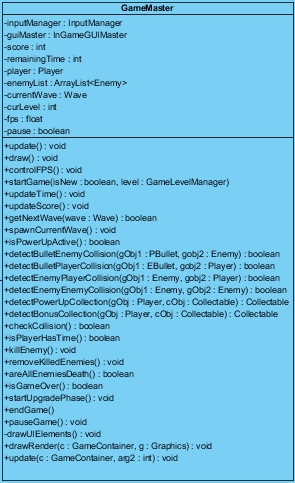 GameMaster
-inputManager : InputManager
-guiMaster : InGameGUIMaster
-score : int
-remainingTime : int
-player : Player
-enemyList : ArrayList<Enemy>
-currentWave : Wave
-curLevel : int
-fps : float
-pause : boolean
+update() : void
+draw() : void
+controlFPS() : void
+startGame(isNew : boolean, level : GameLevelManager)
+updateTime() : void
+updateScore() : void
+getNextWave(wave : Wave) : boolean
+spawnCurrentWave() : void
+isPowerUpActive() : boolean
+detectBulletEnemyCollision(gObj1 : PBullet, gobj2 : Enemy) : boolean
+detectBulletPlayerCollision(gObj1 : EBullet, gobj2 : Player) : boolean
+detectEnemyPlayerCollision(gObj1 : Enemy, gobj2 : Player) : boolean
+detectEnemyEnemyCollision(gObj1 : Enemy, gObj2 : Enemy) : boolean
+detectPowerUpCollection(gObj : Player, cObj : Collectable) : Collectable
+detectBonusCollection(gObj : Player, cObj : Collectable) : Collectable
+checkCollision() : boolean
+isPlayerHasTime() : boolean
+killEnemy() : void
+removeKilledEnemies() : void
+areAllEnemiesDeath() : boolean
+isGameOver() : boolean
+startUpgradePhase() : void
+endGame()
+pauseGame() : void
-drawUIElements() : void
+drawRender(c : GameContainer, g : Graphics) : void
+update(c : GameContainer, arg2 : int) : void